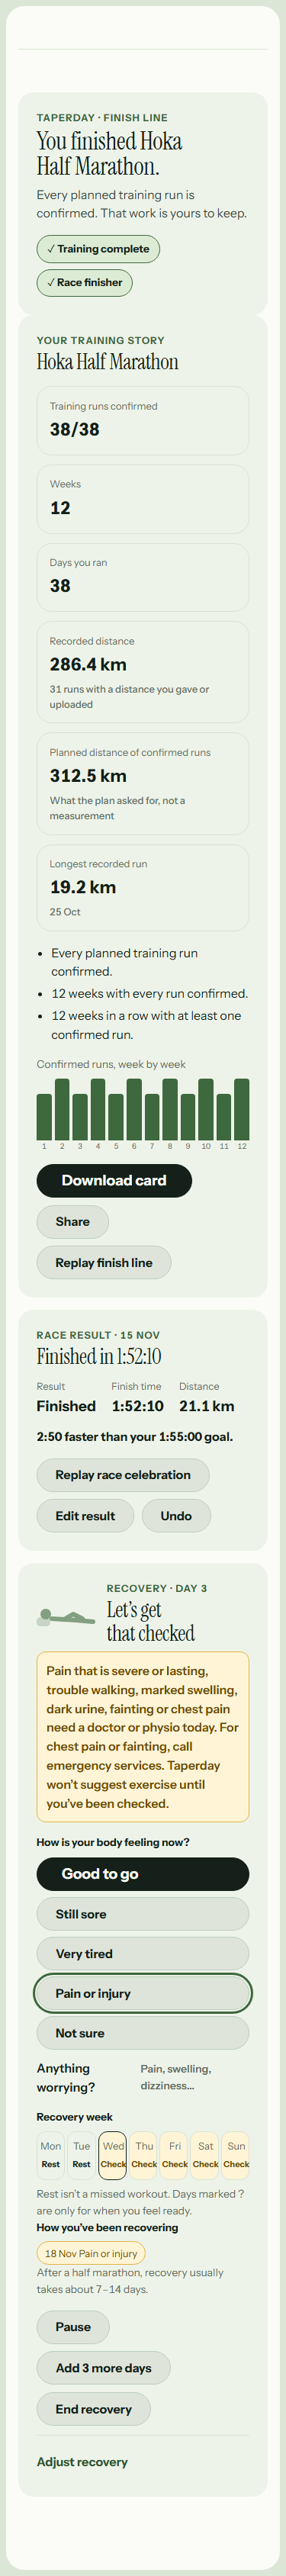 TAPERDAY · FINISH LINE
You finished Hoka
Half Marathon.
Every planned training run is
confirmed. That work is yours to keep.
✓ Training complete
✓ Race finisher
YOUR TRAINING STORY
Hoka Half Marathon
Training runs confirmed
38/38
Weeks
12
Days you ran
38
Recorded distance
286.4 km
31 runs with a distance you gave or
uploaded
Planned distance of confirmed runs
312.5 km
What the plan asked for, not a
measurement
Longest recorded run
19.2 km
25 Oct
• Every planned training run
confirmed.
• 12 weeks with every run confirmed.
• 12 weeks in a row with at least one
confirmed run.
Confirmed runs, week by week
1 2 3 4 5 6 7 8 9 10 11 12
Download card
Share
Replay finish line
RACE RESULT · 15 NOV
Finished in 1:52:10
Result Finish time Distance
Finished 1:52:10 21.1 km
2:50 faster than your 1:55:00 goal.
Replay race celebration
Edit result Undo
RECOVERY · DAY 3
Let's get
that checked
Pain that is severe or lasting,
trouble walking, marked swelling,
dark urine, fainting or chest pain
need a doctor or physio today. For
chest pain or fainting, call
emergency services. Taperday
won't suggest exercise until
you've been checked.
How is your body feeling now?
Good to go
Still sore
Very tired
Pain or injury
Not sure
Anything
worrying?
Pain, swelling,
dizziness...
Recovery week
Mon Tue Wed Thu Fri Sat Sun
Rest Rest Check Check Check Check Check
Rest isn't a missed workout. Days marked ?
are only for when you feel ready.
How you've been recovering
18 Nov Pain or injury
After a half marathon, recovery usually
takes about 7–14 days.
Pause
Add 3 more days
End recovery
Adjust recovery